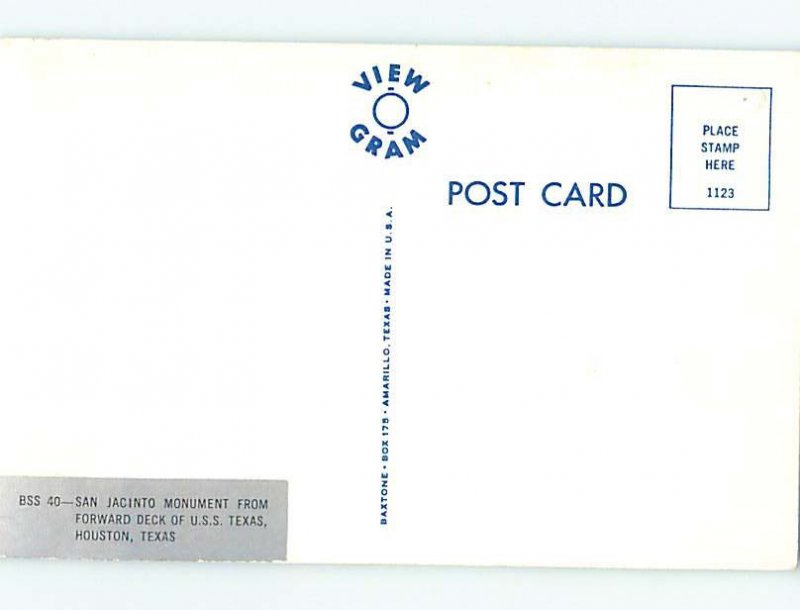 VIEW
GRAM
PLACE
STAMP
HERE
1123
POST CARD
BAXTONE • BOX 175 • AMARILLO, TEXAS • MADE IN U.S.A.
BSS 40—SAN JACINTO MONUMENT FROM
FORWARD DECK OF U.S.S. TEXAS,
HOUSTON, TEXAS